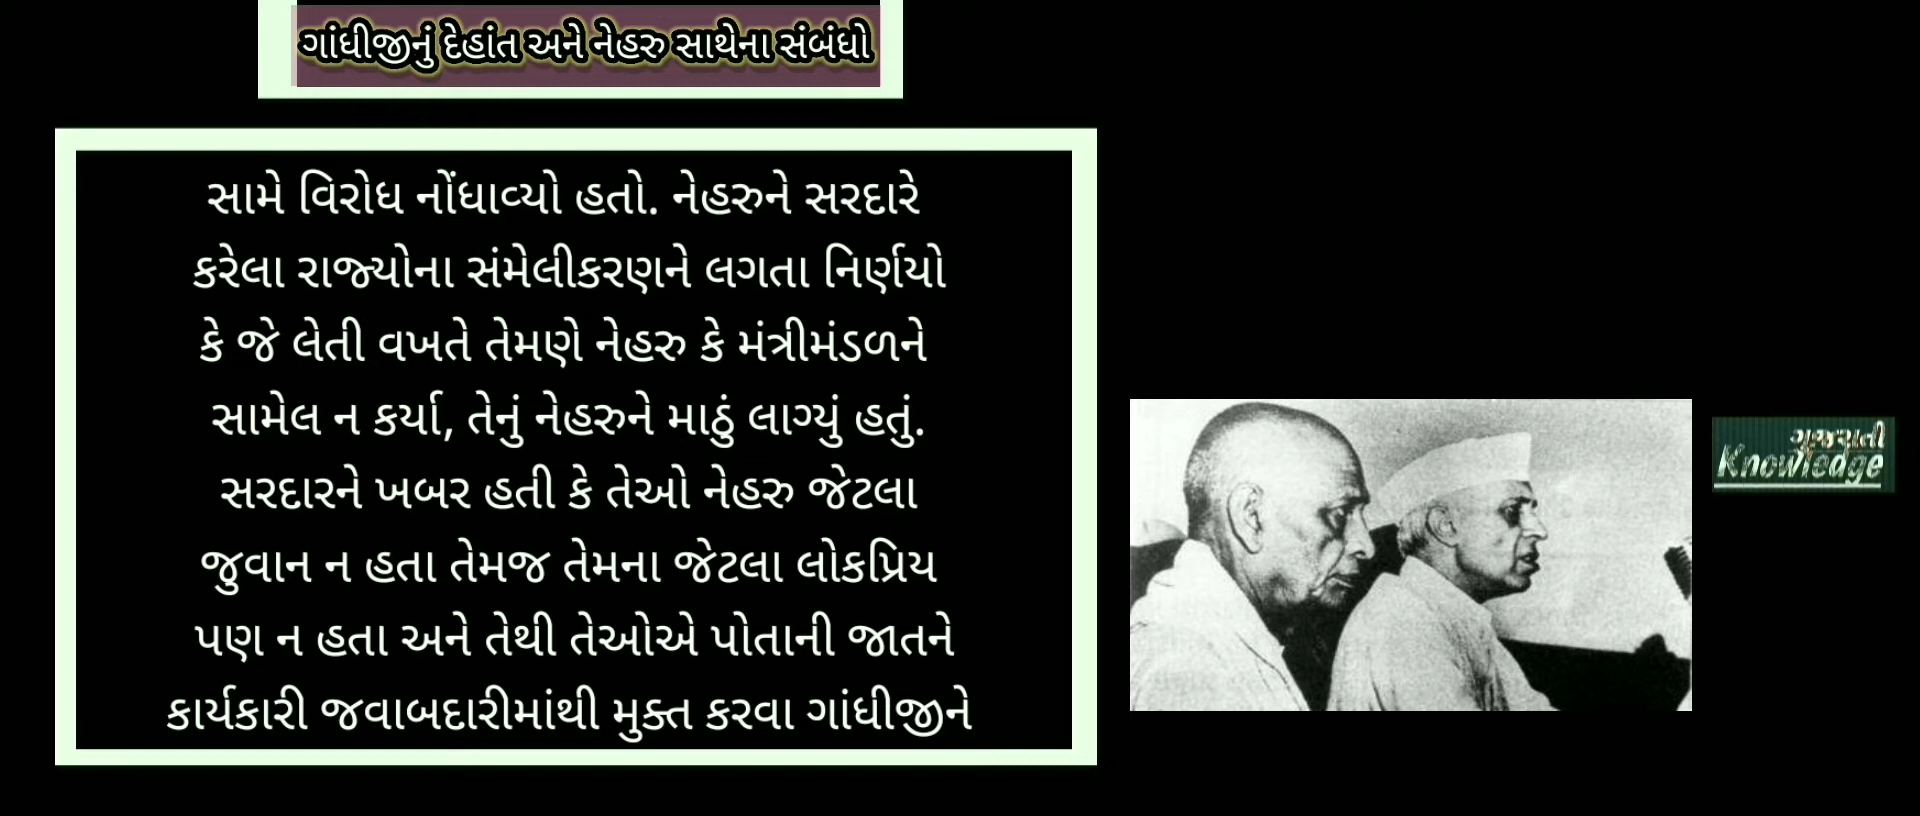 ગાંધીજીનું દેહાંત અને નેહરુ સાથેના સંબંધો
સામે વિરોધ નોંધાવ્યો હતો. નેહરુને સરદારે
કરેલા રાજ્યોના સંમેલીકરણને લગતા નિર્ણયો
કે જે લેતી વખતે તેમણે નેહરુ કે મંત્રીમંડળને
સામેલ ન કર્યા, તેનું નેહરુને માઠું લાગ્યું હતું.
સરદારને ખબર હતી કે તેઓ નેહરુ જેટલા
જુવાન ન હતા તેમજ તેમના જેટલા લોકપ્રિય
પણ ન હતા અને તેથી તેઓએ પોતાની જાતને
કાર્યકારી જવાબદારીમાંથી મુક્ત કરવા ગાંધીજીને
ગુજરાતી
Knowledge